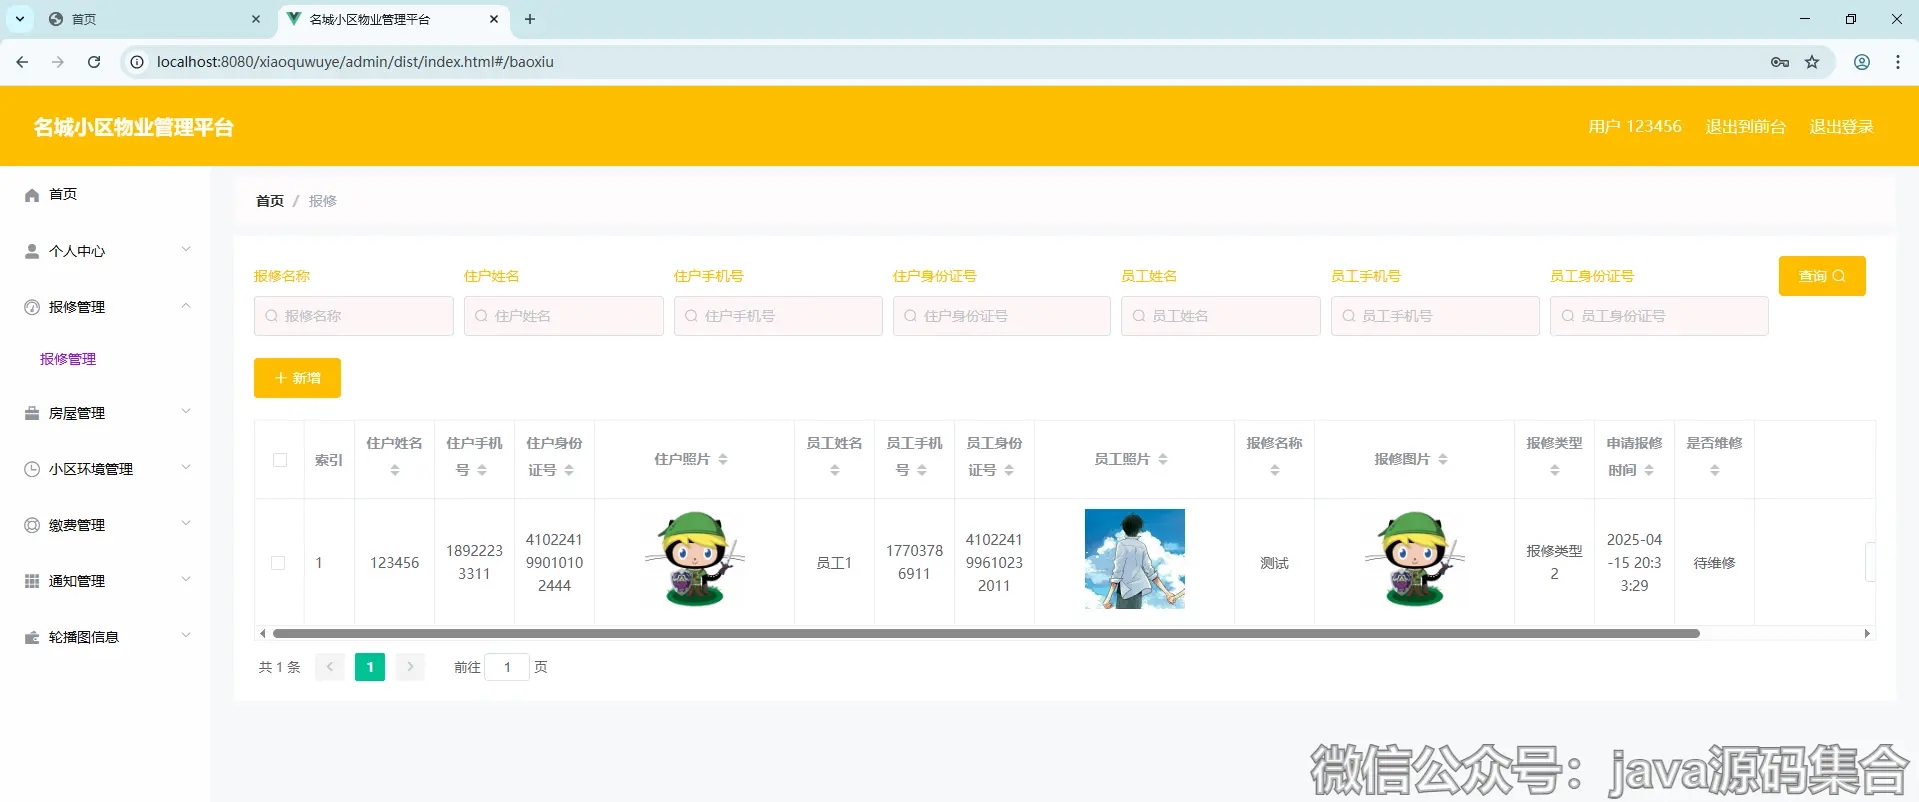 首页
名城小区物业管理平台
localhost:8080/xiaoquwuye/admin/dist/index.html#/baoxiu
名城小区物业管理平台
用户 123456 退出到前台 退出登录
首页
个人中心
报修管理
报修管理
房屋管理
小区环境管理
缴费管理
通知管理
轮播图信息
首页 / 报修
报修名称 住户姓名 住户手机号 住户身份证号 员工姓名 员工手机号 员工身份证号 查询
报修名称 住户姓名 住户手机号 住户身份证号 员工姓名 员工手机号 员工身份证号
+ 新增
索引 住户姓名 住户手机号 住户身份证号 住户照片 员工姓名 员工手机号 员工身份证号 员工照片 报修名称 报修图片 报修类型 申请报修时间 是否维修
1 123456 18922233311 410224199010102444 员工1 17703786911 410224199610232011 测试 报修类型2 2025-04-15 20:33:29 待维修
共 1 条 1 前往 1 页
微信公众号：java源码集合